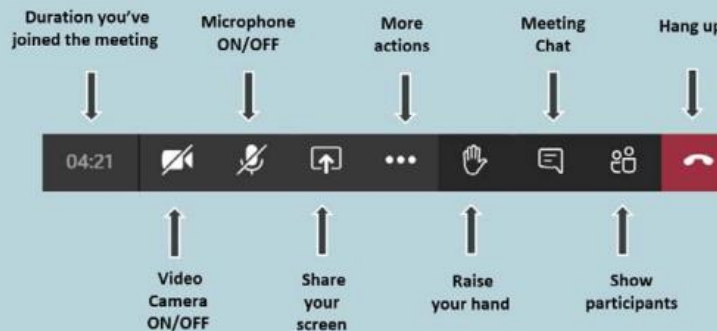 Duration you've
joined the meeting
Microphone
ON/OFF
More
actions
Meeting
Chat
Hang up
04:21
Video
Camera
ON/OFF
Share
your
screen
Raise
your hand
Show
participants